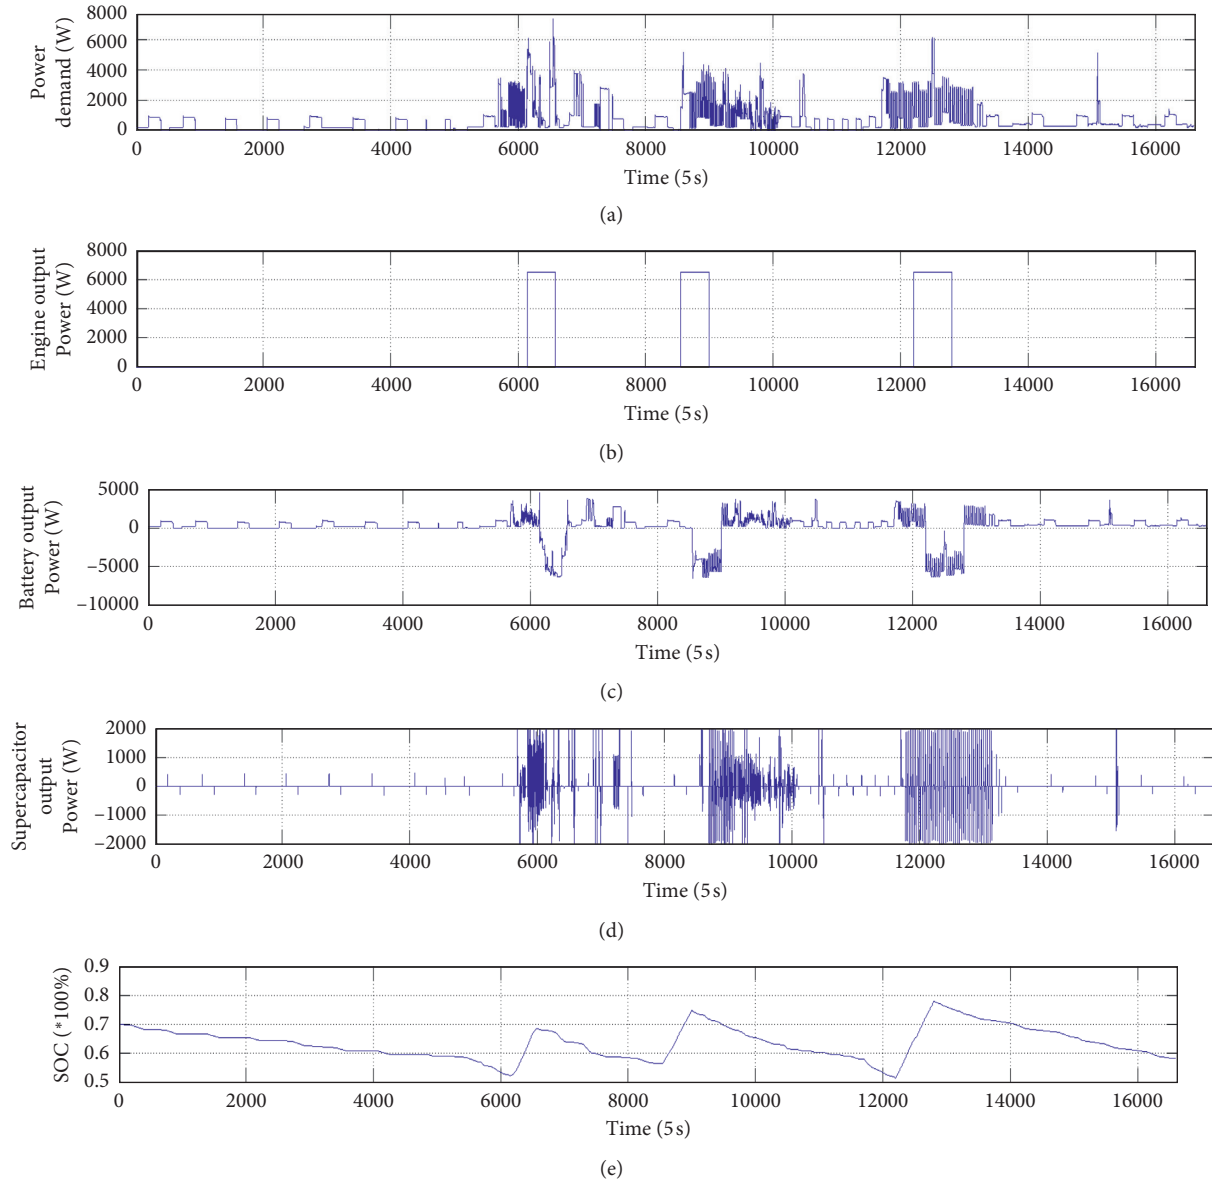 Power
demand (W)
8000
6000
4000
2000
0
0 2000 4000 6000 8000 10000 12000 14000 16000
Time (5 s)
(a)
Engine output
Power (W)
8000
6000
4000
2000
0
0 2000 4000 6000 8000 10000 12000 14000 16000
Time (5 s)
(b)
Battery output
Power (W)
5000
0
−5000
−10000
0 2000 4000 6000 8000 10000 12000 14000 16000
Time (5 s)
(c)
Supercapacitor
output
Power (W)
2000
1000
0
−1000
−2000
0 2000 4000 6000 8000 10000 12000 14000 16000
Time (5 s)
(d)
SOC (*100%)
0.9
0.8
0.7
0.6
0.5
0 2000 4000 6000 8000 10000 12000 14000 16000
Time (5 s)
(e)